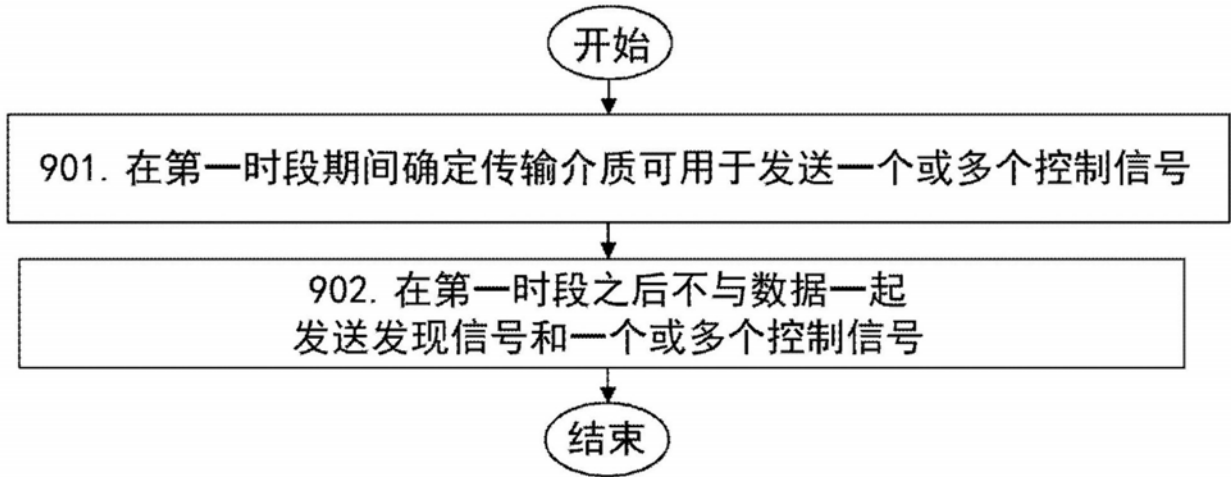 开始
901. 在第一时段期间确定传输介质可用于发送一个或多个控制信号
902. 在第一时段之后不与数据一起
发送发现信号和一个或多个控制信号
结束